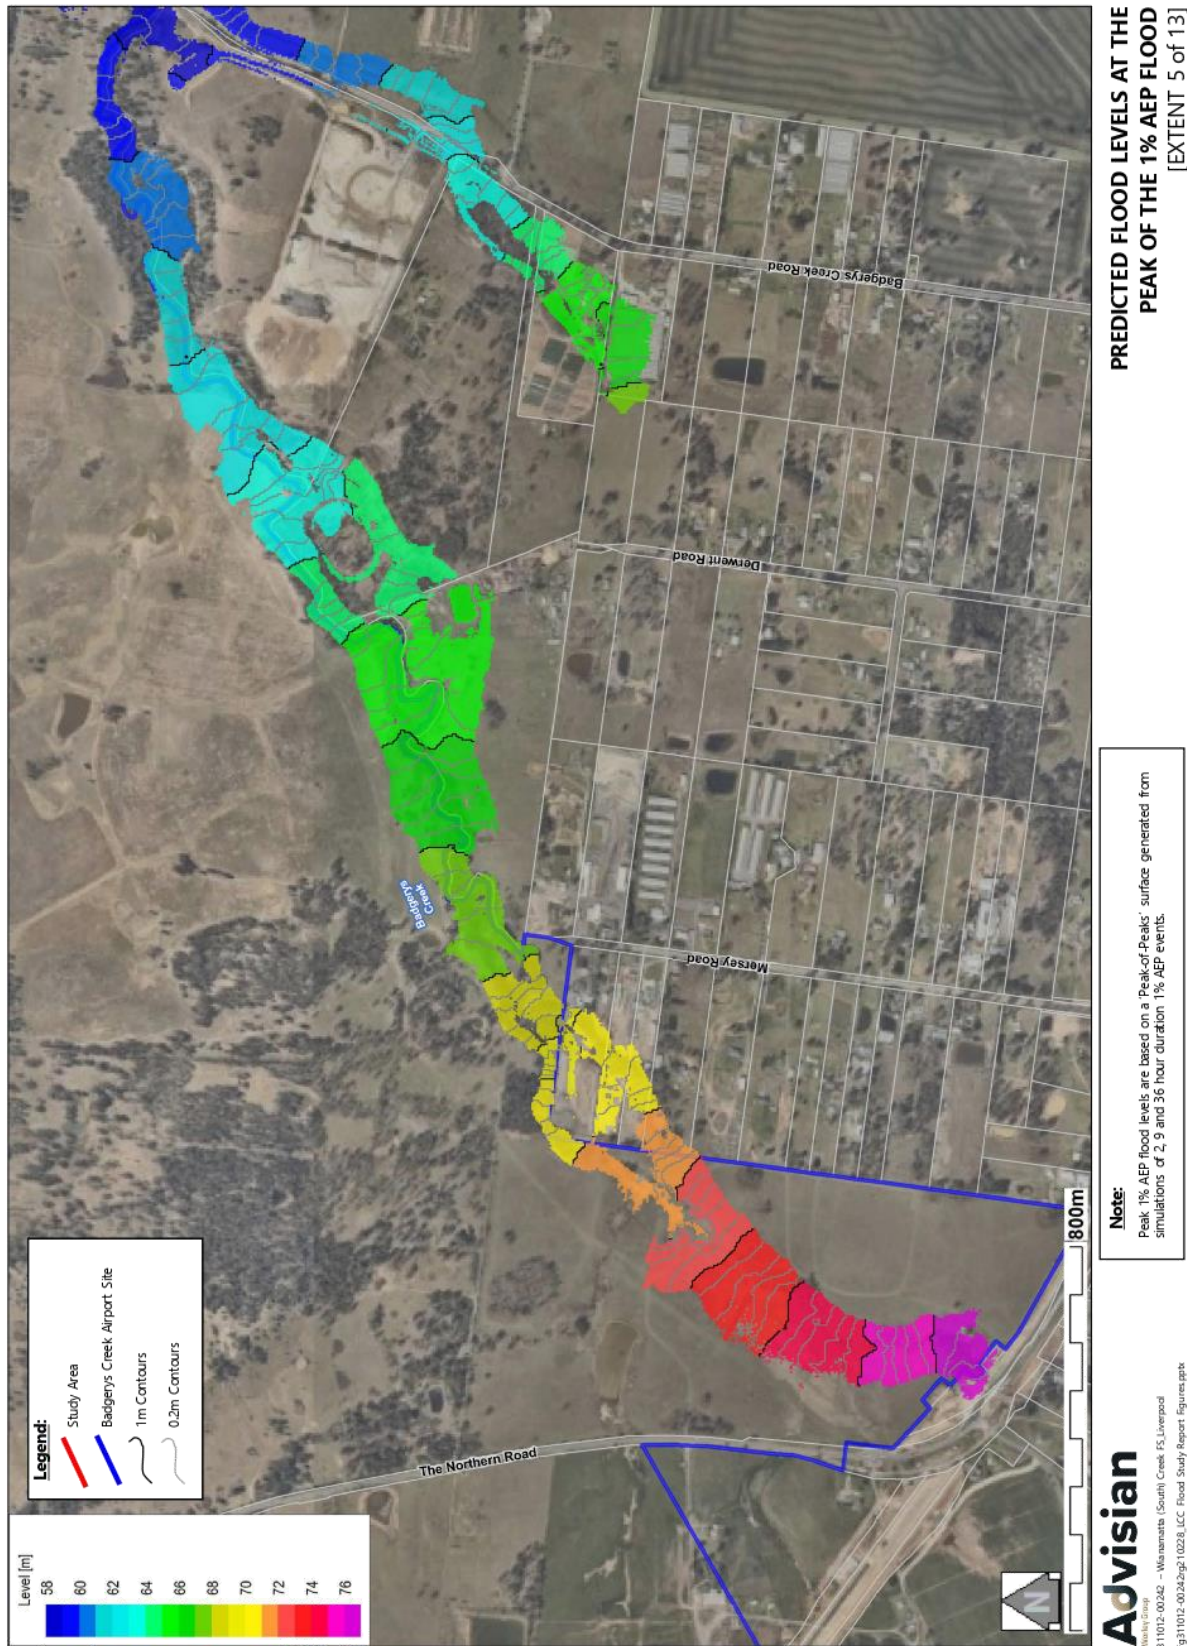 Level [m]
58
60
62
64
66
68
70
72
74
76
Legend:
Study Area
Badgerys Creek Airport Site
1m Contours
0.2m Contours
The Northern Road
Badgerys
Creek
Mersey Road
Derwent Road
Badgerys Creek Road
N
800m
Advisian
Worley Group
311012-00242 – Wianamatta (South) Creek FS_Liverpool
rg311012-00242rg210228_LCC Flood Study Report Figures.pptx
Note:
Peak 1% AEP flood levels are based on a 'Peak-of-Peaks' surface generated from
simulations of 2, 9 and 36 hour duration 1% AEP events.
PREDICTED FLOOD LEVELS AT THE
PEAK OF THE 1% AEP FLOOD
[EXTENT 5 of 13]